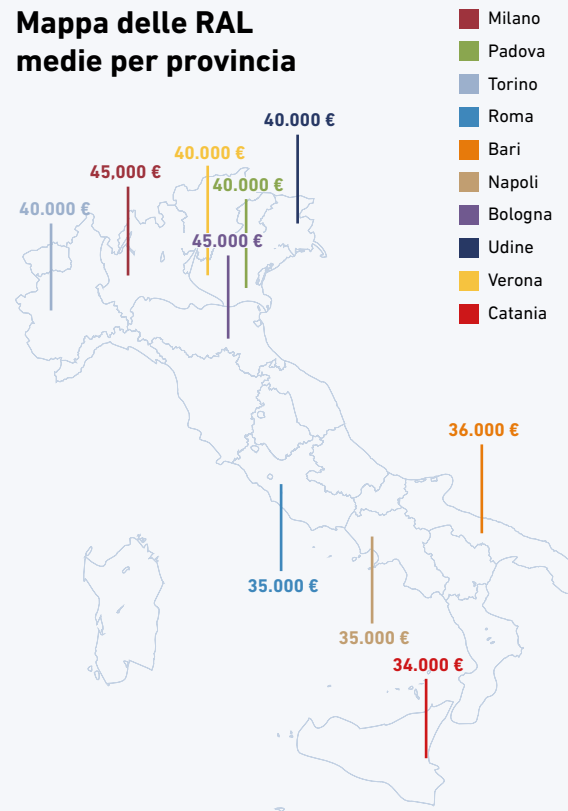 Mappa delle RAL
medie per provincia
Milano
Padova
Torino
Roma
Bari
Napoli
Bologna
Udine
Verona
Catania
40.000 €
40.000 €
45,000 €
40.000 €
40.000 €
45.000 €
36.000 €
35.000 €
35.000 €
34.000 €